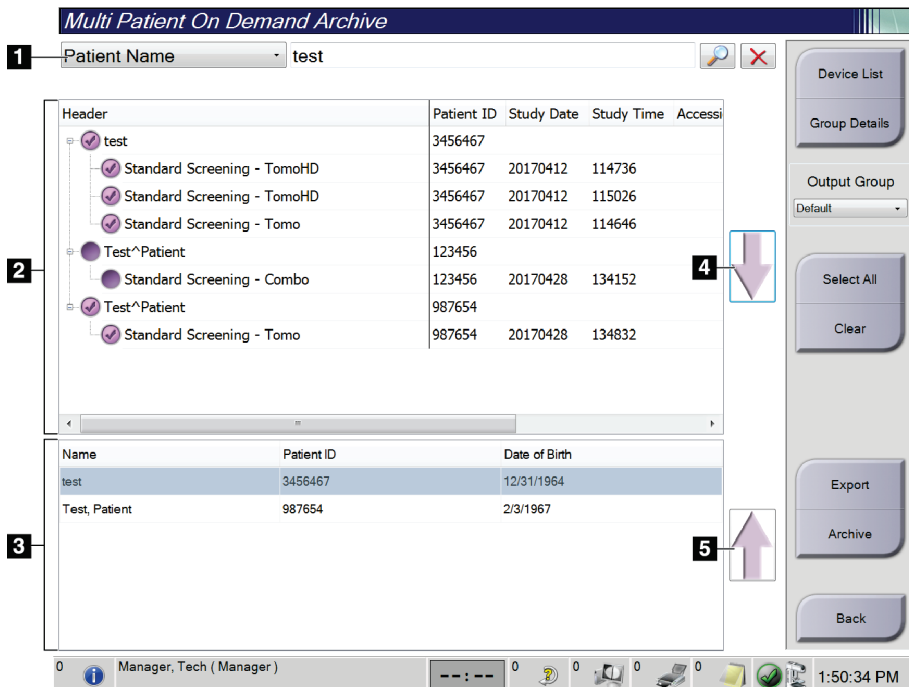 Multi Patient On Demand Archive
1 Patient Name test
Device List
Group Details
Output Group
Default
Select All
Clear
Export
Archive
Back
2
Header Patient ID Study Date Study Time Accessi
test 3456467
Standard Screening - TomoHD 3456467 20170412 114736
Standard Screening - TomoHD 3456467 20170412 115026
Standard Screening - Tomo 3456467 20170412 114646
Test^Patient 123456
Standard Screening - Combo 123456 20170428 134152
Test^Patient 987654
Standard Screening - Tomo 987654 20170428 134832
4
3
Name Patient ID Date of Birth
test 3456467 12/31/1964
Test, Patient 987654 2/3/1967
5
0 Manager, Tech ( Manager ) --:-- 0 0 0 0 1:50:34 PM